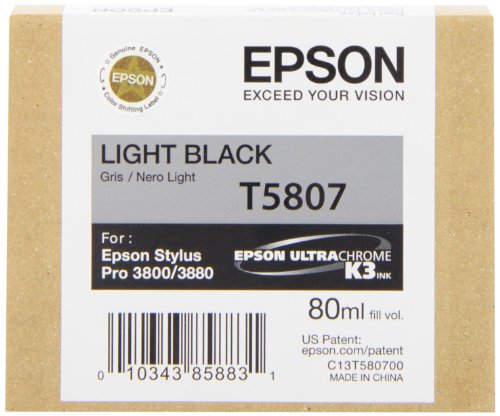 Genuine EPSON
EPSON
Color Shifting Label
EPSON
EXCEED YOUR VISION
LIGHT BLACK
Gris / Nero Light
T5807
For :
Epson Stylus
Pro 3800/3880
EPSON ULTRACHROME
K3 INK
80ml fill vol.
US Patent:
epson.com/patent
C13T580700
MADE IN CHINA
0 10343 85883 1